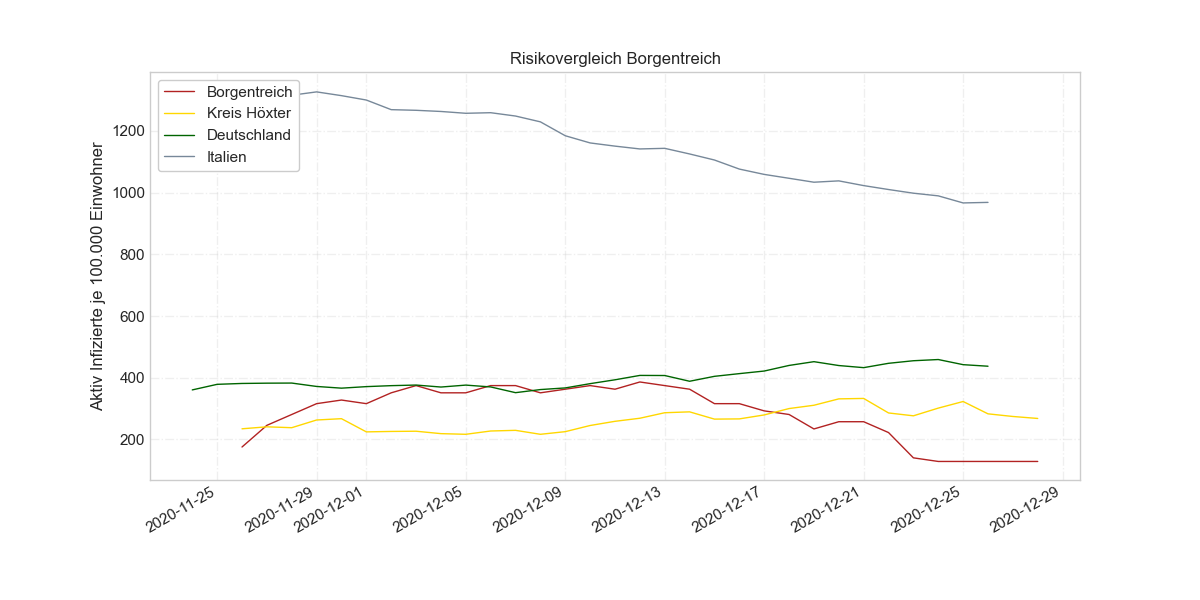 Risikovergleich Borgentreich
Borgentreich
Kreis Höxter
Deutschland
Italien
Aktiv Infizierte je 100.000 Einwohner
1200
1000
800
600
400
200
2020-11-25
2020-11-29
2020-12-01
2020-12-05
2020-12-09
2020-12-13
2020-12-17
2020-12-21
2020-12-25
2020-12-29